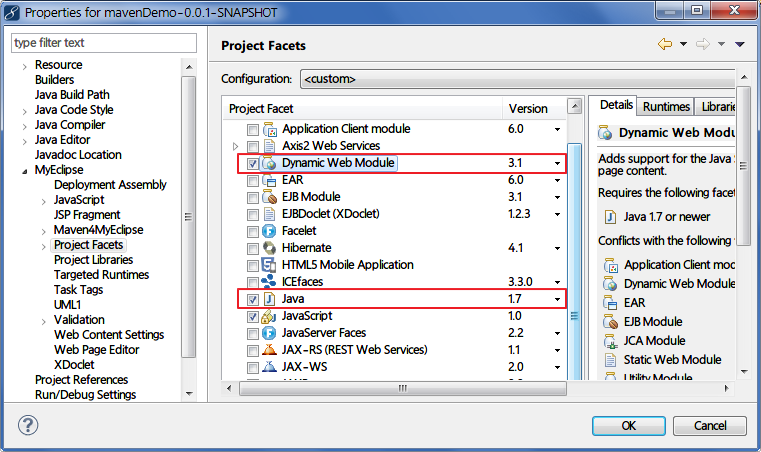 Properties for mavenDemo-0.0.1-SNAPSHOT
type filter text
Resource
Builders
Java Build Path
Java Code Style
Java Compiler
Java Editor
Javadoc Location
MyEclipse
Deployment Assembly
JavaScript
JSP Fragment
Maven4MyEclipse
Project Facets
Project Libraries
Targeted Runtimes
Task Tags
UML1
Validation
Web Content Settings
Web Page Editor
XDoclet
Project References
Run/Debug Settings
Project Facets
Configuration: <custom>
Project Facet Version
Application Client module 6.0
Axis2 Web Services
Dynamic Web Module 3.1
EAR 6.0
EJB Module 3.1
EJBDoclet (XDoclet) 1.2.3
Facelet
Hibernate 4.1
HTML5 Mobile Application
ICEfaces 3.3.0
Java 1.7
JavaScript 1.0
JavaServer Faces 2.2
JAX-RS (REST Web Services) 1.1
JAX-WS 2.0
Details Runtimes Librarie
Dynamic Web Modu
Adds support for the Java S
page content.
Requires the following facet
Java 1.7 or newer
Conflicts with the following
Application Client mod
Dynamic Web Module
EAR
EJB Module
JCA Module
Static Web Module
Utility Module
? OK Cancel